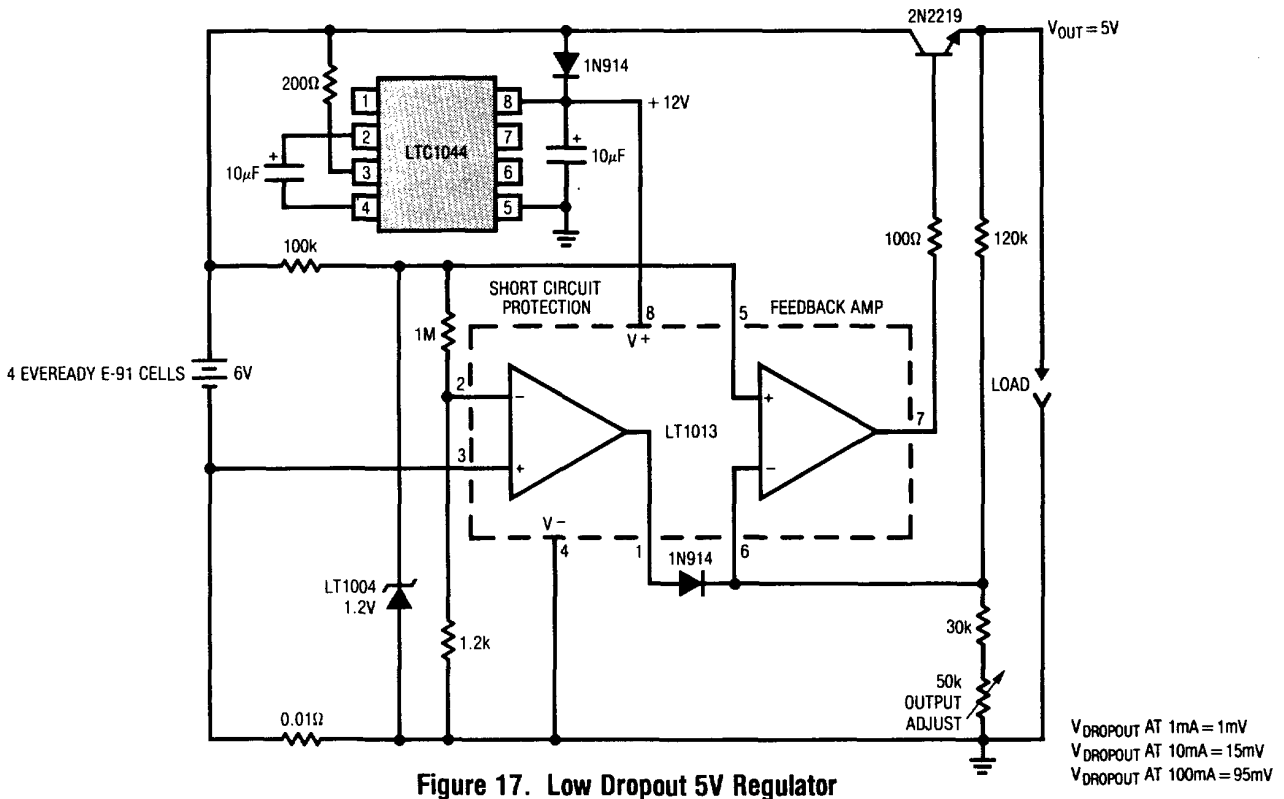 2N2219
V_OUT = 5V
1N914
200Ω
1
2
3
4
LTC1044
8
7
6
5
+ 12V
+
10μF
+
10μF
100k
100Ω
120k
SHORT CIRCUIT
PROTECTION
8
V +
5
FEEDBACK AMP
1M
4 EVEREADY E-91 CELLS
6V
LOAD
2
−
3
+
LT1013
+
−
7
V −
4
1
6
1N914
LT1004
1.2V
1.2k
30k
50k
OUTPUT
ADJUST
0.01Ω
V_DROPOUT AT 1mA = 1mV
V_DROPOUT AT 10mA = 15mV
V_DROPOUT AT 100mA = 95mV
Figure 17. Low Dropout 5V Regulator